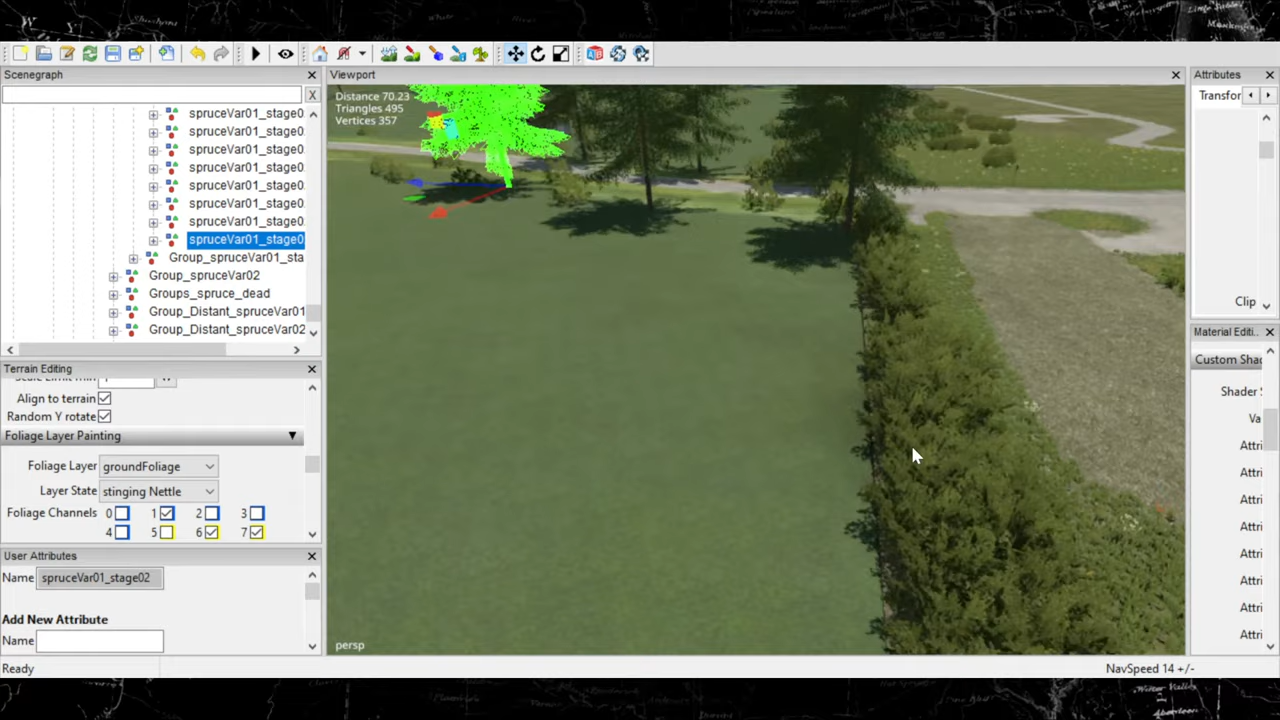 Scenegraph
X
spruceVar01_stage0
spruceVar01_stage0
spruceVar01_stage0
spruceVar01_stage0
spruceVar01_stage0
spruceVar01_stage0
spruceVar01_stage0
spruceVar01_stage0
Group_spruceVar01_sta
Group_spruceVar02
Groups_spruce_dead
Group_Distant_spruceVar01
Group_Distant_spruceVar02
Terrain Editing
Align to terrain
Random Y rotate
Foliage Layer Painting
Foliage Layer groundFoliage
Layer State stinging Nettle
Foliage Channels 0 1 2 3
4 5 6 7
User Attributes
Name spruceVar01_stage02
Add New Attribute
Name
Ready
Viewport
Distance 70.23
Triangles 495
Vertices 357
persp
Attributes
Transfor
Clip
Material Editi..
Custom Shad
Shader S
Va
Attri
Attri
Attri
Attri
Attri
Attri
Attri
Attri
NavSpeed 14 +/-